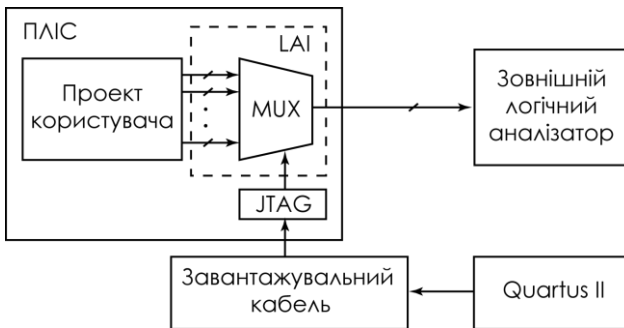 ПЛІС
LAI
Проект
користувача
MUX
Зовнішній
логічний
аналізатор
JTAG
Завантажувальний
кабель
Quartus II